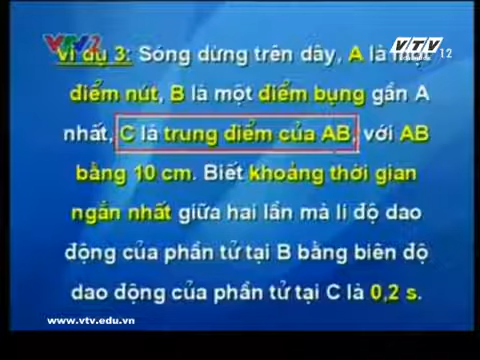 VTV2
VTV 12
Ví dụ 3: Sóng dừng trên dây, A là một
điểm nút, B là một điểm bụng gần A
nhất, C là trung điểm của AB, với AB
bằng 10 cm. Biết khoảng thời gian
ngắn nhất giữa hai lần mà li độ dao
động của phần tử tại B bằng biên độ
dao động của phần tử tại C là 0,2 s.
www.vtv.edu.vn